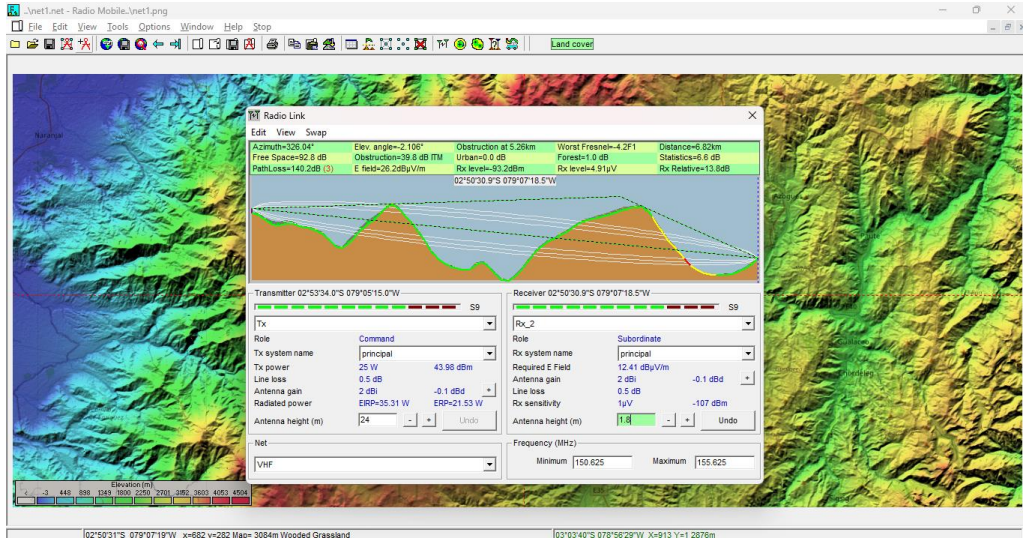 ..\net1.net - Radio Mobile..\net1.png
File Edit View Tools Options Window Help Stop
Land cover
Naranjal
Radio Link
Edit View Swap
Azimuth=326.04° Elev. angle=-2.106° Obstruction at 5.26km Worst Fresnel=-4.2F1 Distance=6.82km
Free Space=92.8 dB Obstruction=39.8 dB ITM Urban=0.0 dB Forest=1.0 dB Statistics=6.6 dB
PathLoss=140.2dB (3) E field=26.2dBµV/m Rx level=-93.2dBm Rx level=4.91µV Rx Relative=13.8dB
02°50'30.9"S 079°07'18.5"W
Transmitter 02°53'34.0"S 079°05'15.0"W
S9
Tx
Role Command
Tx system name principal
Tx power 25 W 43.98 dBm
Line loss 0.5 dB
Antenna gain 2 dBi -0.1 dBd +
Radiated power EIRP=35.31 W ERP=21.53 W
Antenna height (m) 24 - + Undo
Net
VHF
Receiver 02°50'30.9"S 079°07'18.5"W
S9
Rx_2
Role Subordinate
Rx system name principal
Required E Field 12.41 dBµV/m
Antenna gain 2 dBi -0.1 dBd +
Line loss 0.5 dB
Rx sensitivity 1µV -107 dBm
Antenna height (m) 1.8 - + Undo
Frequency (MHz)
Minimum 150.625 Maximum 155.625
Elevation (m)
-3 448 898 1349 1800 2250 2701 3152 3603 4053 4504
02°50'31"S 079°07'19"W x=682 y=282 Map= 3084m Wooded Grassland
03°03'40"S 078°56'29"W X=913 Y=1 2876m